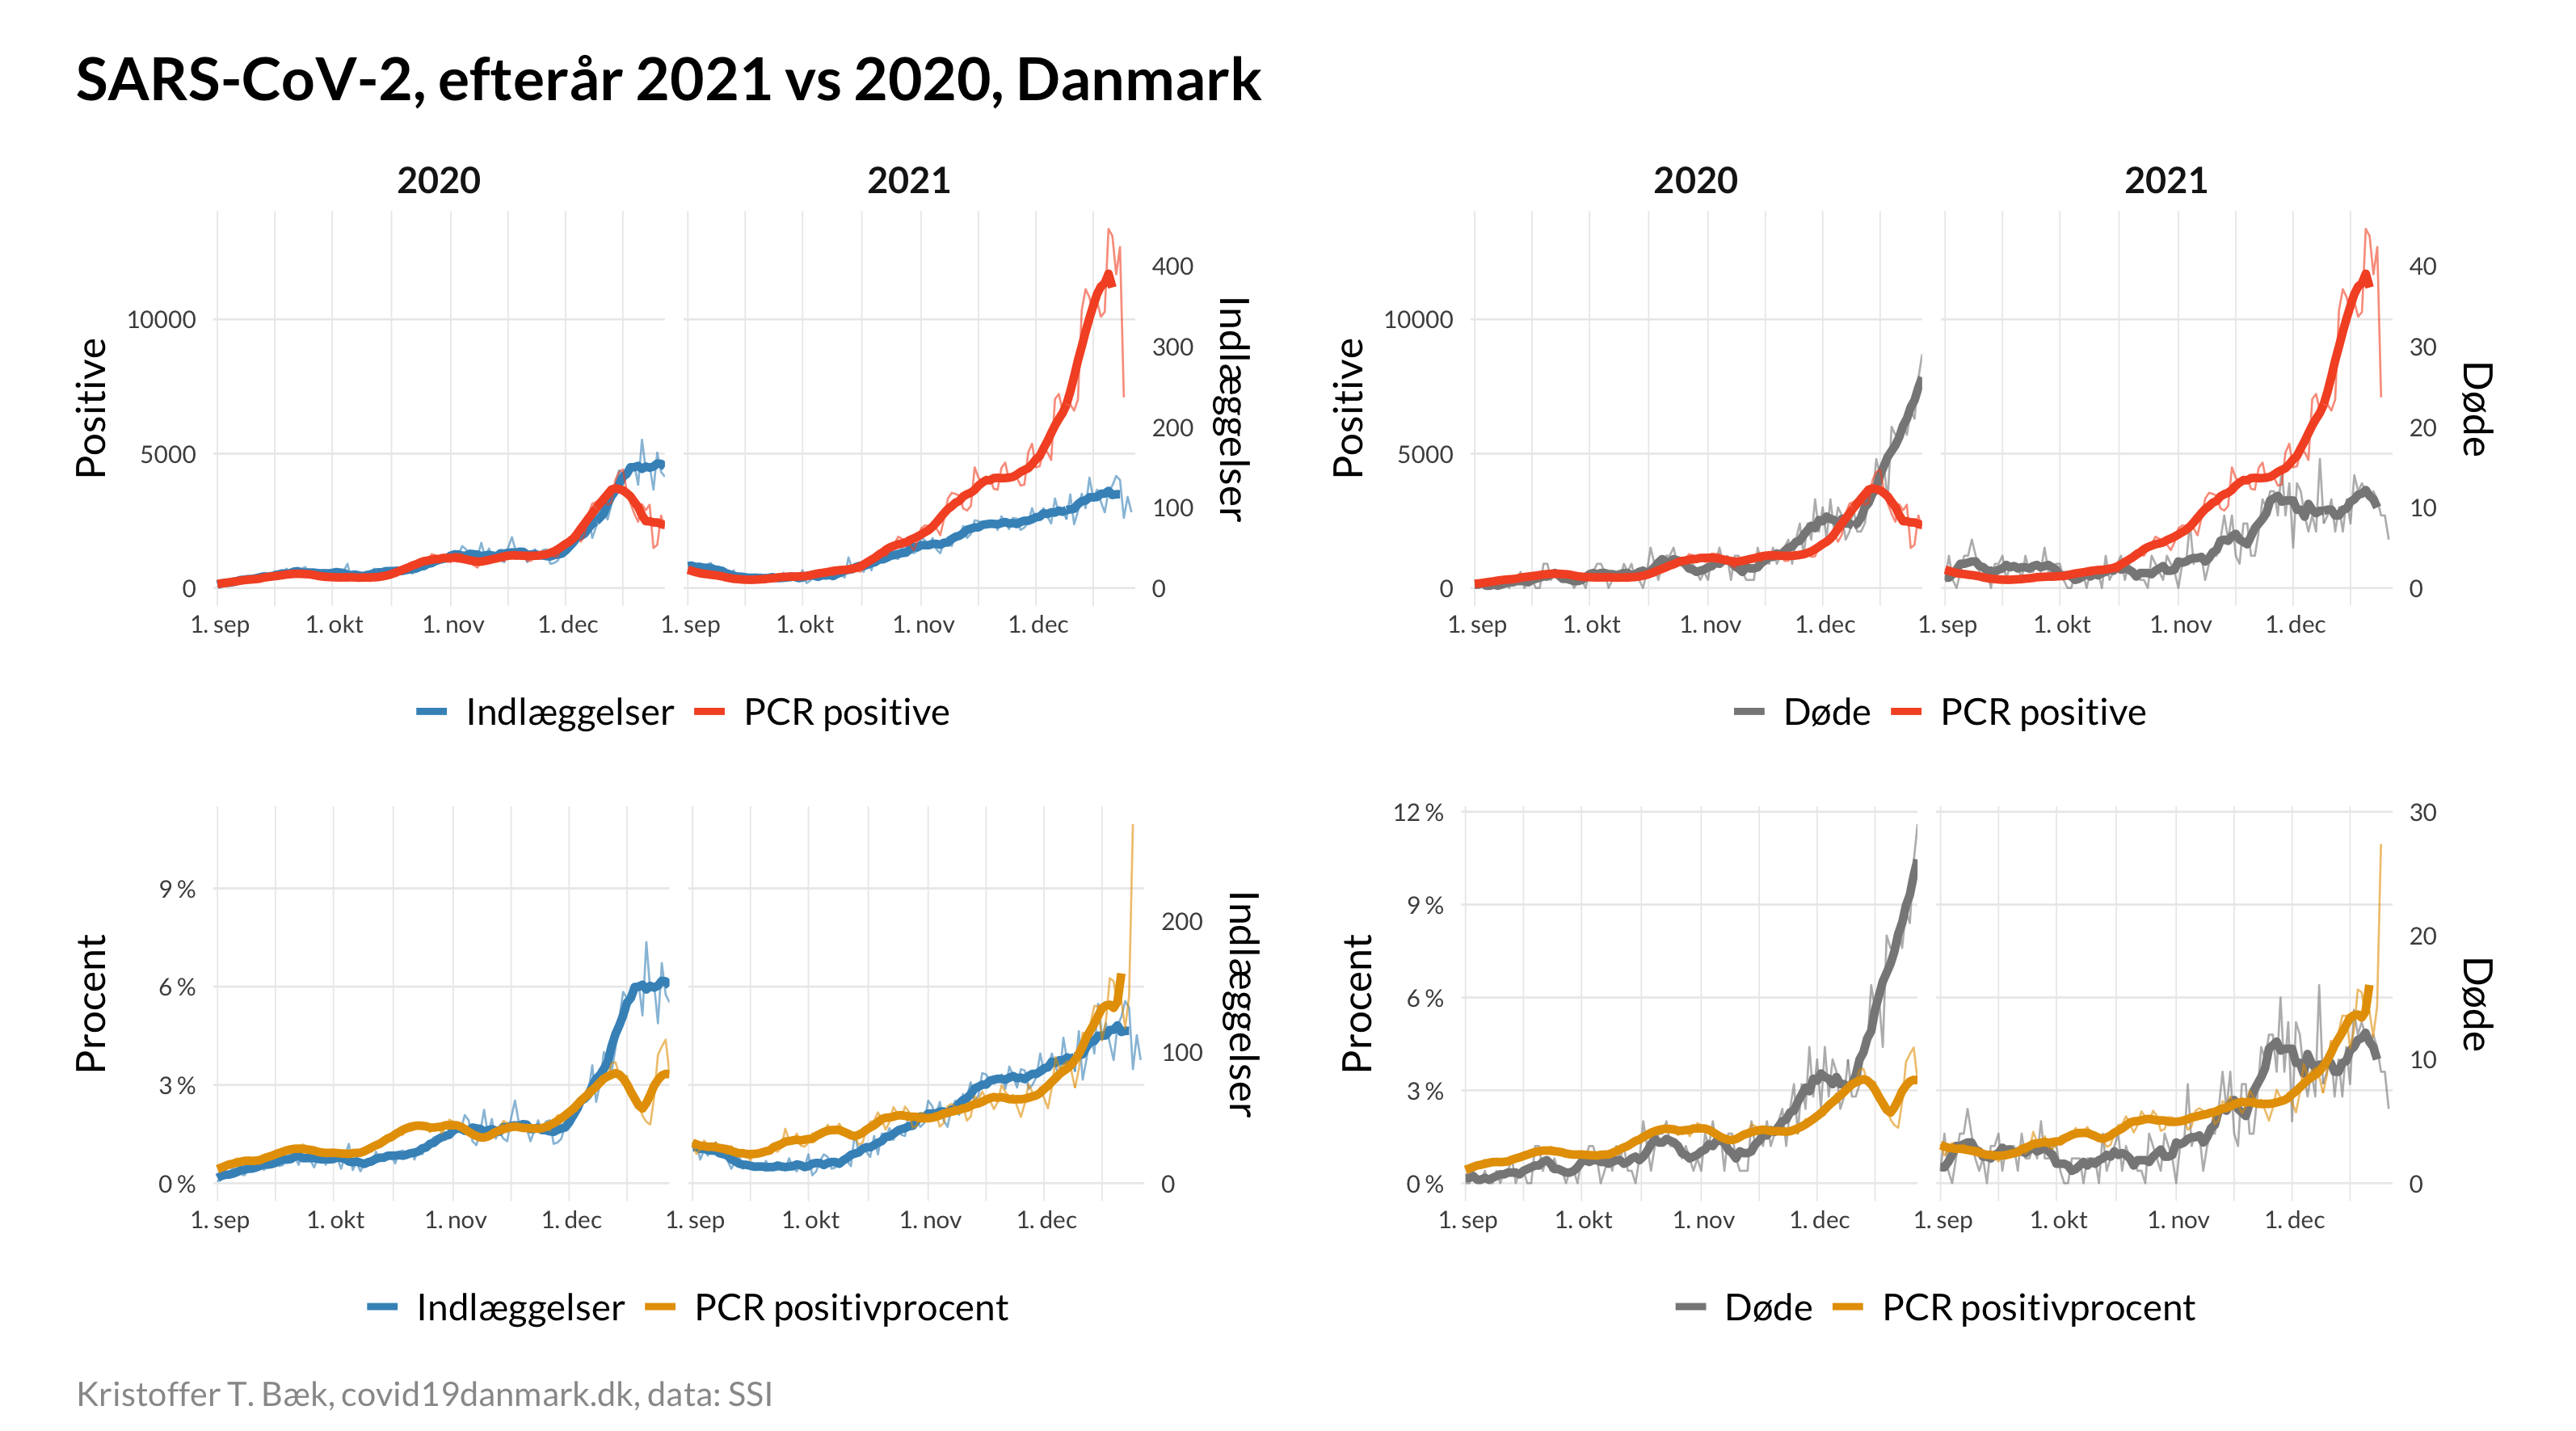 SARS-CoV-2, efterår 2021 vs 2020, Danmark
2020 2021
Positive
10000
5000
0
400
300
200
100
0
Indlæggelser
1. sep 1. okt 1. nov 1. dec 1. sep 1. okt 1. nov 1. dec
Indlæggelser PCR positive
2020 2021
Positive
10000
5000
0
40
30
20
10
0
Døde
1. sep 1. okt 1. nov 1. dec 1. sep 1. okt 1. nov 1. dec
Døde PCR positive
Procent
9 %
6 %
3 %
0 %
200
100
0
Indlæggelser
1. sep 1. okt 1. nov 1. dec 1. sep 1. okt 1. nov 1. dec
Indlæggelser PCR positivprocent
Procent
12 %
9 %
6 %
3 %
0 %
30
20
10
0
Døde
1. sep 1. okt 1. nov 1. dec 1. sep 1. okt 1. nov 1. dec
Døde PCR positivprocent
Kristoffer T. Bæk, covid19danmark.dk, data: SSI